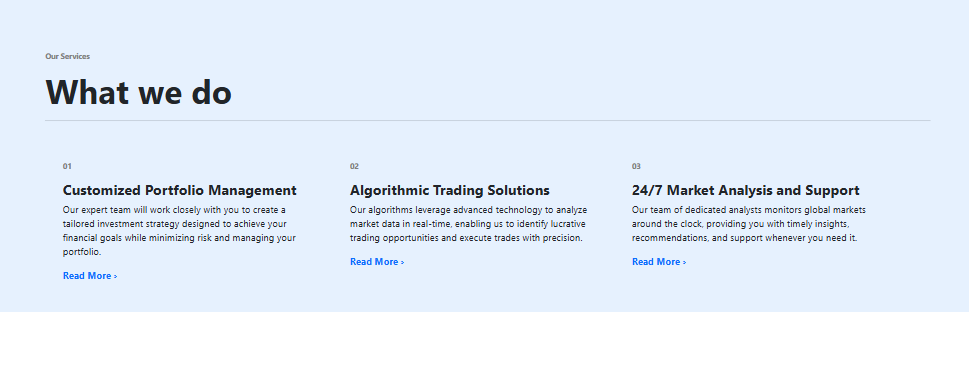 Our Services
What we do
01
Customized Portfolio Management
Our expert team will work closely with you to create a
tailored investment strategy designed to achieve your
financial goals while minimizing risk and managing your
portfolio.
Read More ›
02
Algorithmic Trading Solutions
Our algorithms leverage advanced technology to analyze
market data in real-time, enabling us to identify lucrative
trading opportunities and execute trades with precision.
Read More ›
03
24/7 Market Analysis and Support
Our team of dedicated analysts monitors global markets
around the clock, providing you with timely insights,
recommendations, and support whenever you need it.
Read More ›